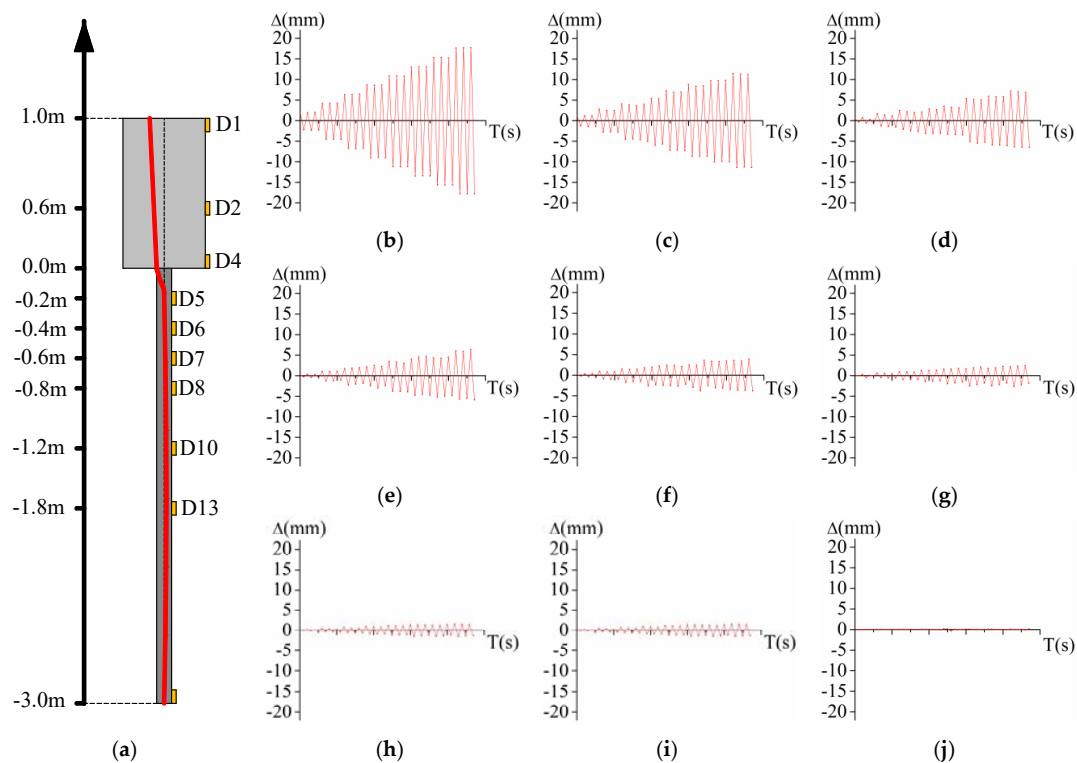 1.0m
D1
0.6m
D2
D4
0.0m
-0.2m
D5
-0.4m
D6
-0.6m
D7
-0.8m
D8
-1.2m
D10
-1.8m
D13
-3.0m
(a)
Δ(mm)
20
15
10
5
0
-5
-10
-15
-20
T(s)
(b)
Δ(mm)
20
15
10
5
0
-5
-10
-15
-20
T(s)
(c)
Δ(mm)
20
15
10
5
0
-5
-10
-15
-20
T(s)
(d)
Δ(mm)
20
15
10
5
0
-5
-10
-15
-20
T(s)
(e)
Δ(mm)
20
15
10
5
0
-5
-10
-15
-20
T(s)
(f)
Δ(mm)
20
15
10
5
0
-5
-10
-15
-20
T(s)
(g)
Δ(mm)
20
15
10
5
0
-5
-10
-15
-20
T(s)
(h)
Δ(mm)
20
15
10
5
0
-5
-10
-15
-20
T(s)
(i)
Δ(mm)
20
15
10
5
0
-5
-10
-15
-20
T(s)
(j)